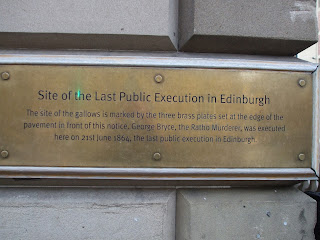 Site of the Last Public Execution in Edinburgh
The site of the gallows is marked by the three brass plates set at the edge of the
pavement in front of this notice. George Bryce, the Ratho Murderer, was executed
here on 21st June 1864, the last public execution in Edinburgh